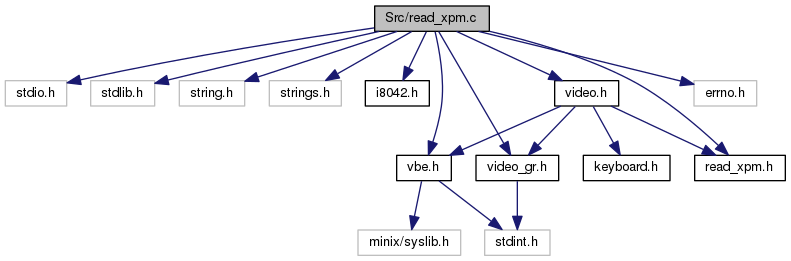 Src/read_xpm.c
stdio.h
stdlib.h
string.h
strings.h
i8042.h
video.h
errno.h
vbe.h
video_gr.h
keyboard.h
read_xpm.h
minix/syslib.h
stdint.h